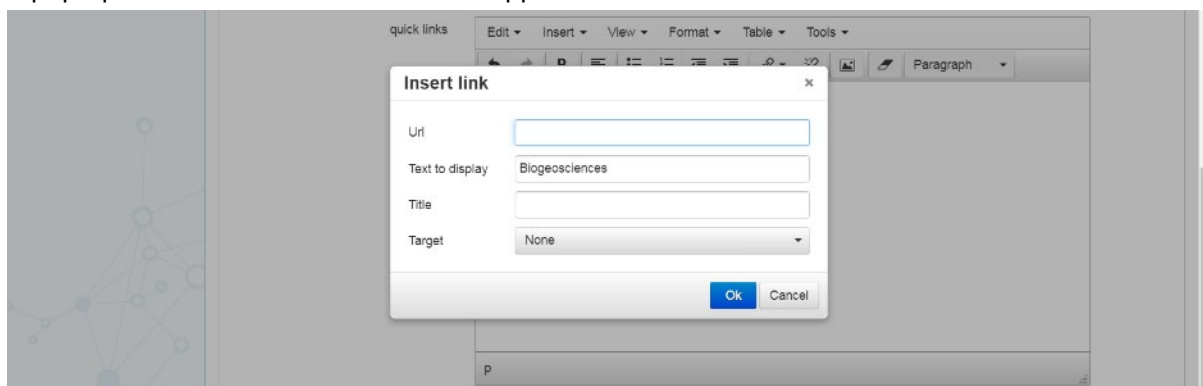 quick links Edit Insert View Format Table Tools
Paragraph
Insert link ×
Url
Text to display Biogeosciences
Title
Target None
Ok Cancel
P